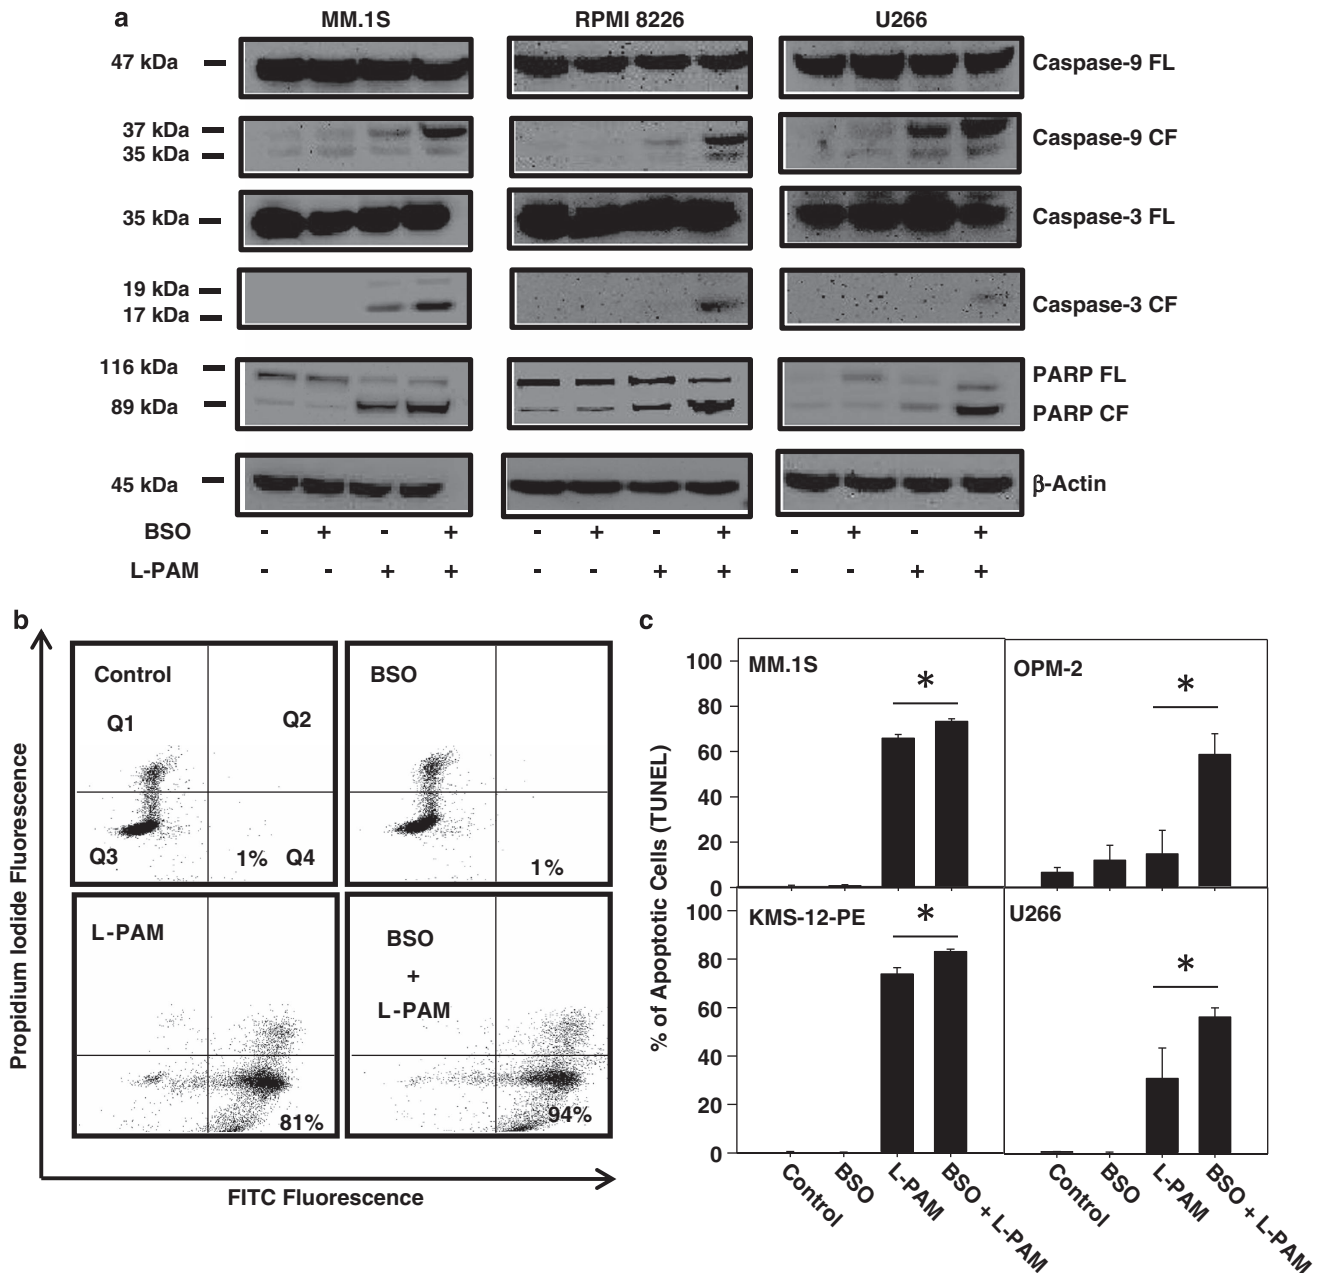 a
MM.1S
RPMI 8226
U266
47 kDa
Caspase-9 FL
37 kDa
35 kDa
Caspase-9 CF
35 kDa
Caspase-3 FL
19 kDa
17 kDa
Caspase-3 CF
116 kDa
PARP FL
89 kDa
PARP CF
45 kDa
β-Actin
BSO - + - + - + - + - + - +
L-PAM - - + + - - + + - - + +
b
Propidium Iodide Fluorescence
Control
Q1
Q2
Q3
1% Q4
BSO
1%
L-PAM
81%
BSO
+
L-PAM
94%
FITC Fluorescence
c
% of Apoptotic Cells (TUNEL)
100
80
60
40
20
0
MM.1S
*
OPM-2
*
100
80
60
40
20
0
KMS-12-PE
*
U266
*
Control
BSO
L-PAM
BSO + L-PAM
Control
BSO
L-PAM
BSO + L-PAM